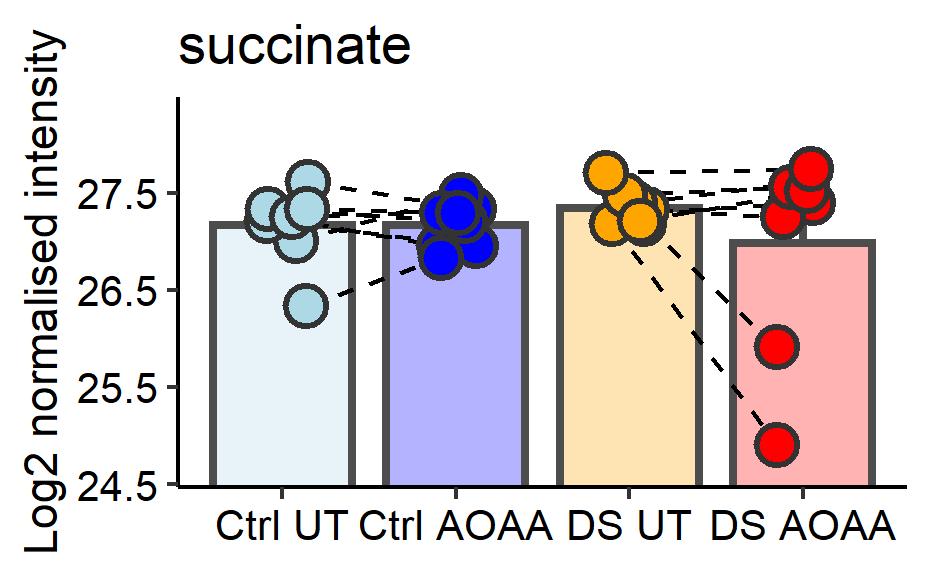 succinate
Log2 normalised intensity
27.5
26.5
25.5
24.5
Ctrl UT
Ctrl AOAA
DS UT
DS AOAA